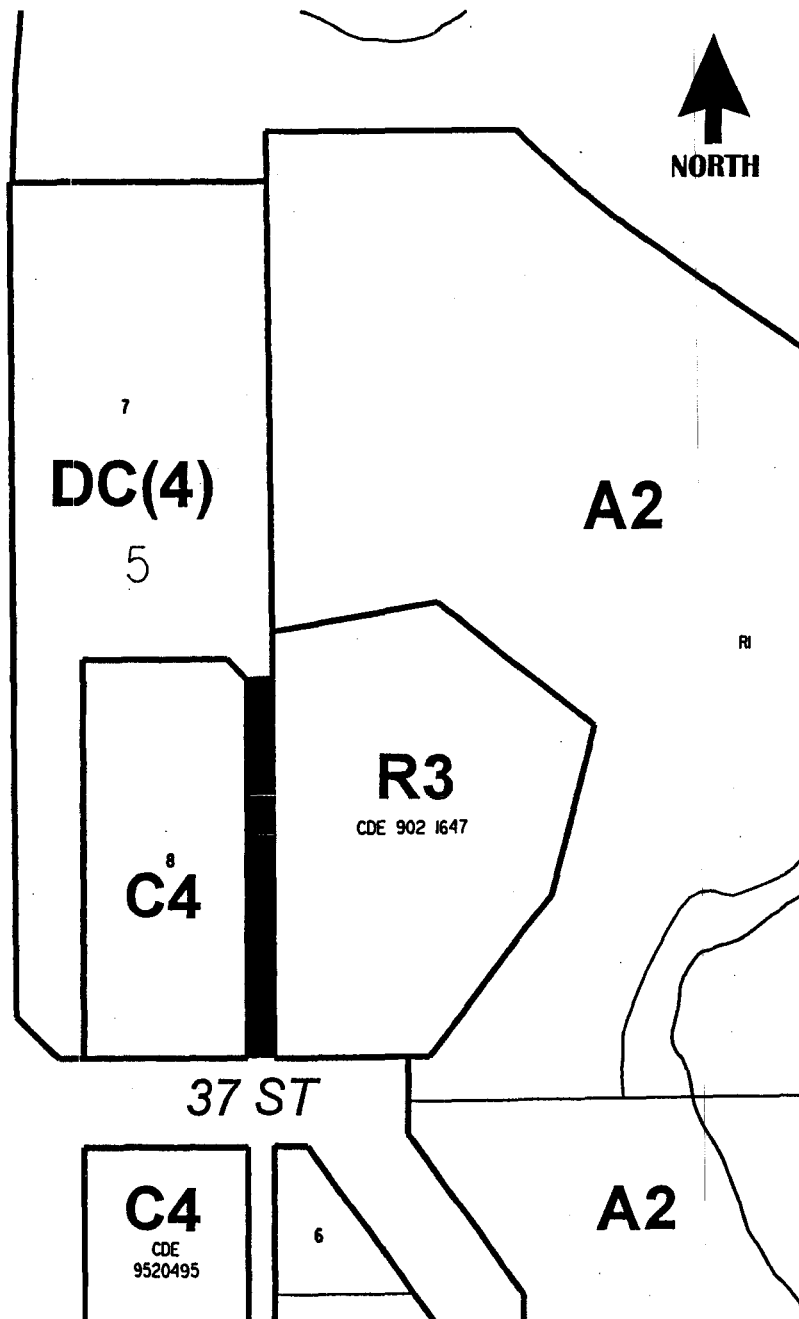 NORTH
7
DC(4)
5
A2
R1
R3
CDE 902 1647
8
C4
37 ST
C4
CDE
9520495
6
A2